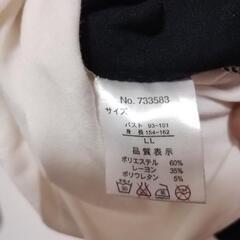 No. 733583
サイズ
バスト 93-101
身長 154-162
LL
品質表示
ポリエステル 60%
レーヨン 35%
ポリウレタン 5%